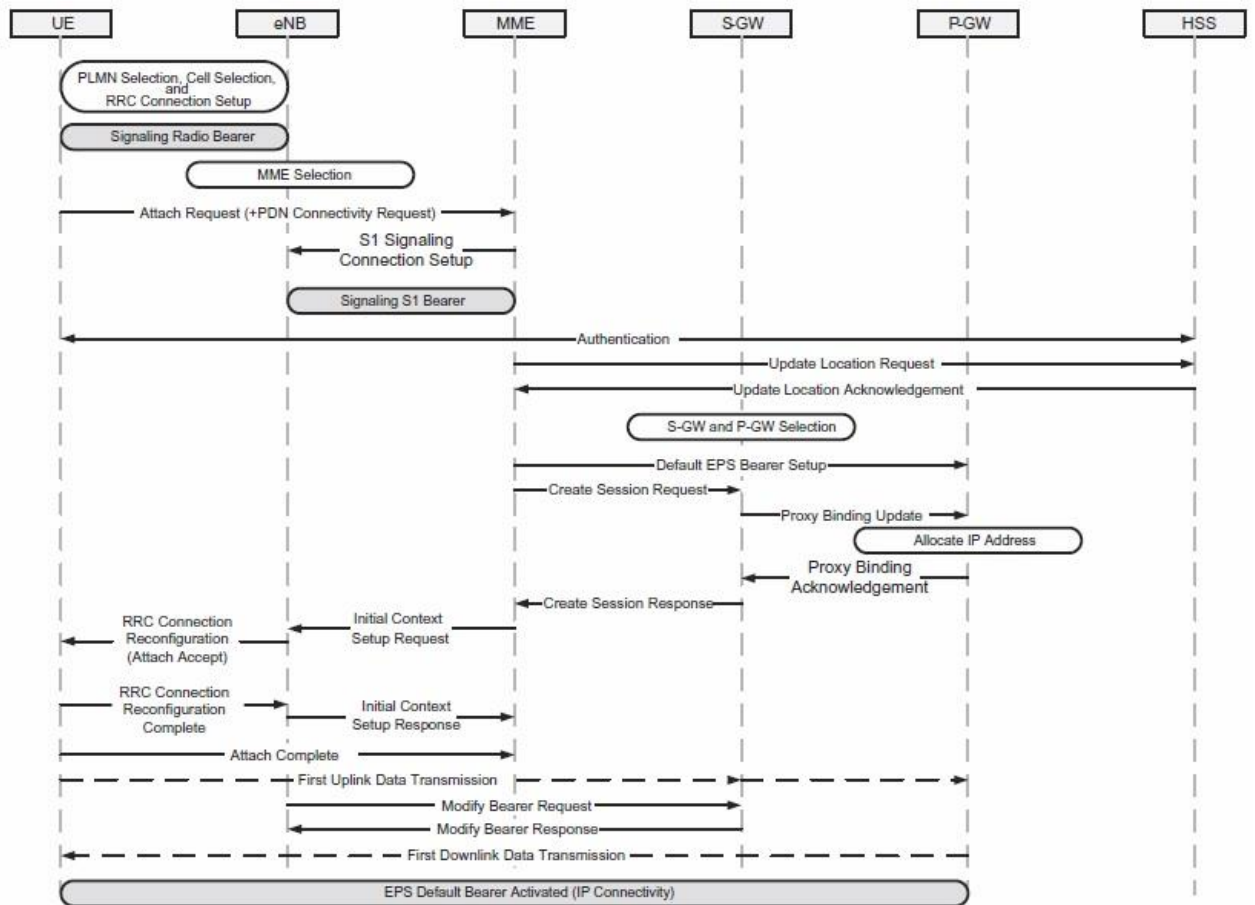 UE
eNB
MME
S-GW
P-GW
HSS
PLMN Selection, Cell Selection,
and
RRC Connection Setup
Signaling Radio Bearer
MME Selection
Attach Request (+PDN Connectivity Request)
S1 Signaling
Connection Setup
Signaling S1 Bearer
Authentication
Update Location Request
Update Location Acknowledgement
S-GW and P-GW Selection
Default EPS Bearer Setup
Create Session Request
Proxy Binding Update
Allocate IP Address
Proxy Binding
Acknowledgement
Create Session Response
Initial Context
Setup Request
RRC Connection
Reconfiguration
(Attach Accept)
RRC Connection
Reconfiguration
Complete
Initial Context
Setup Response
Attach Complete
First Uplink Data Transmission
Modify Bearer Request
Modify Bearer Response
First Downlink Data Transmission
EPS Default Bearer Activated (IP Connectivity)